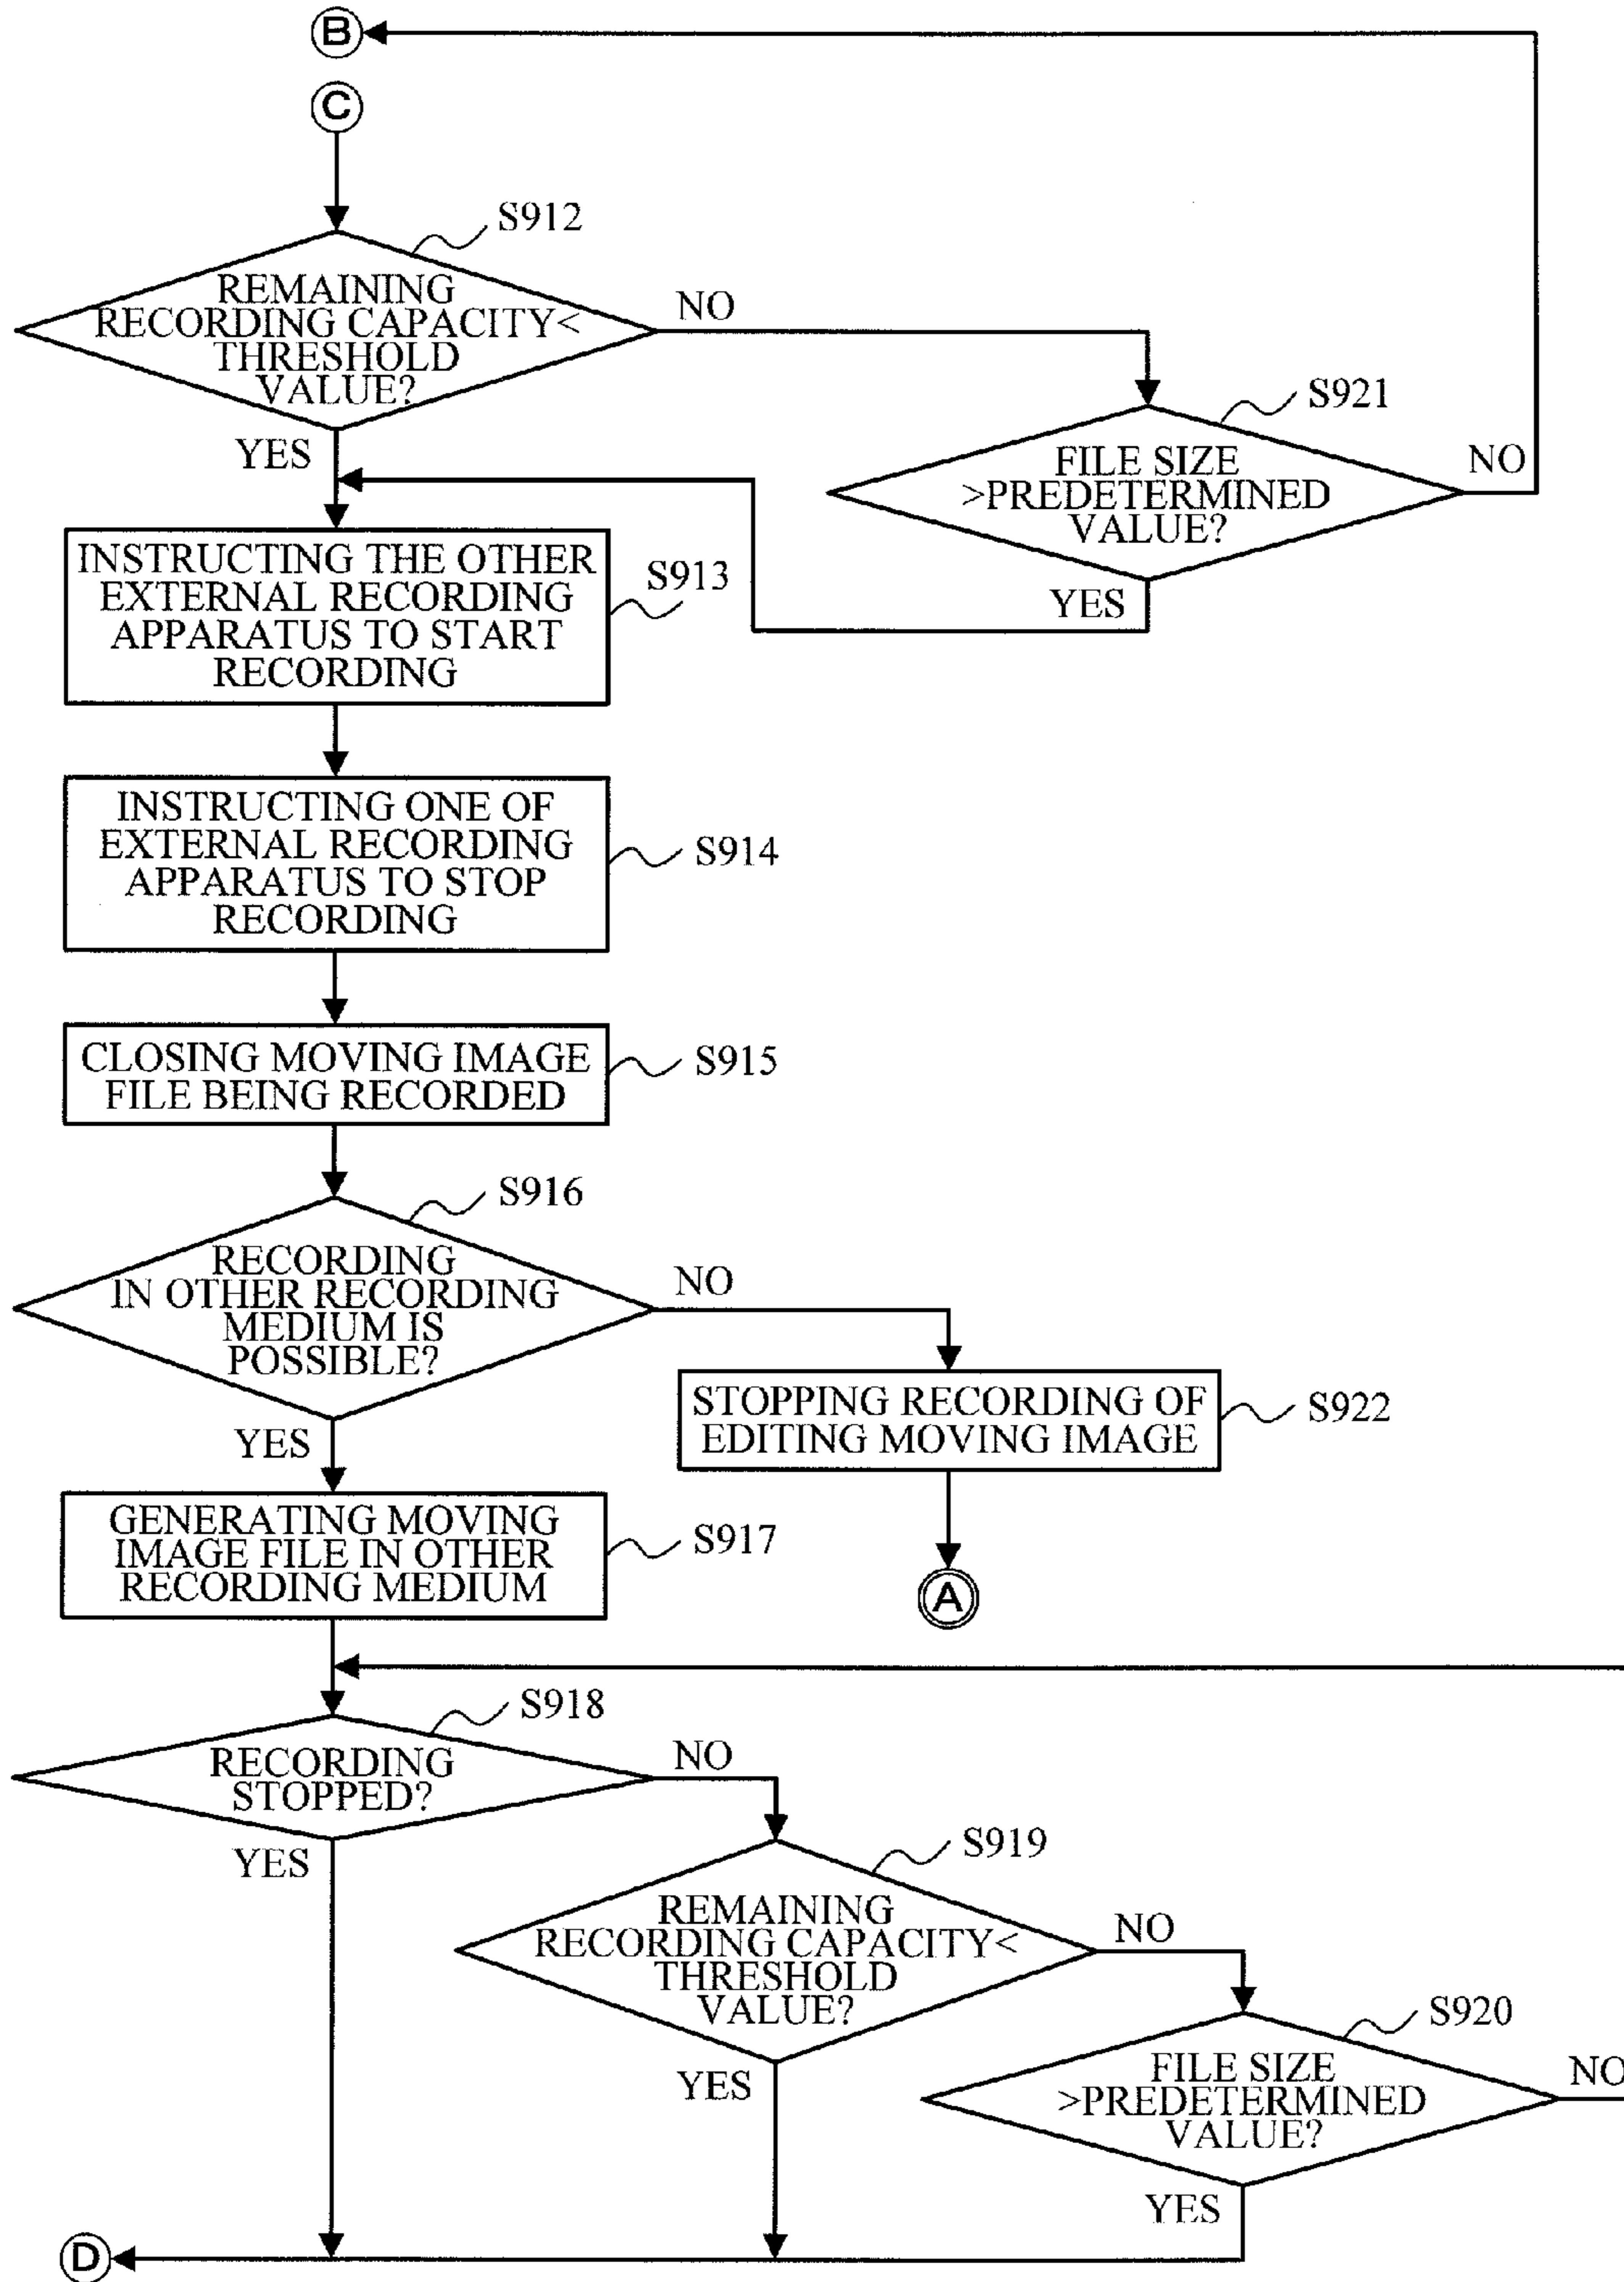 B
C
S912
REMAINING
RECORDING CAPACITY<
THRESHOLD
VALUE?
NO
YES
S921
FILE SIZE
>PREDETERMINED
VALUE?
NO
YES
INSTRUCTING THE OTHER
EXTERNAL RECORDING
APPARATUS TO START
RECORDING
S913
INSTRUCTING ONE OF
EXTERNAL RECORDING
APPARATUS TO STOP
RECORDING
S914
CLOSING MOVING IMAGE
FILE BEING RECORDED
S915
S916
RECORDING
IN OTHER RECORDING
MEDIUM IS
POSSIBLE?
NO
YES
STOPPING RECORDING OF
EDITING MOVING IMAGE
S922
A
GENERATING MOVING
IMAGE FILE IN OTHER
RECORDING MEDIUM
S917
S918
RECORDING
STOPPED?
NO
YES
S919
REMAINING
RECORDING CAPACITY<
THRESHOLD
VALUE?
NO
YES
S920
FILE SIZE
>PREDETERMINED
VALUE?
NO
YES
D